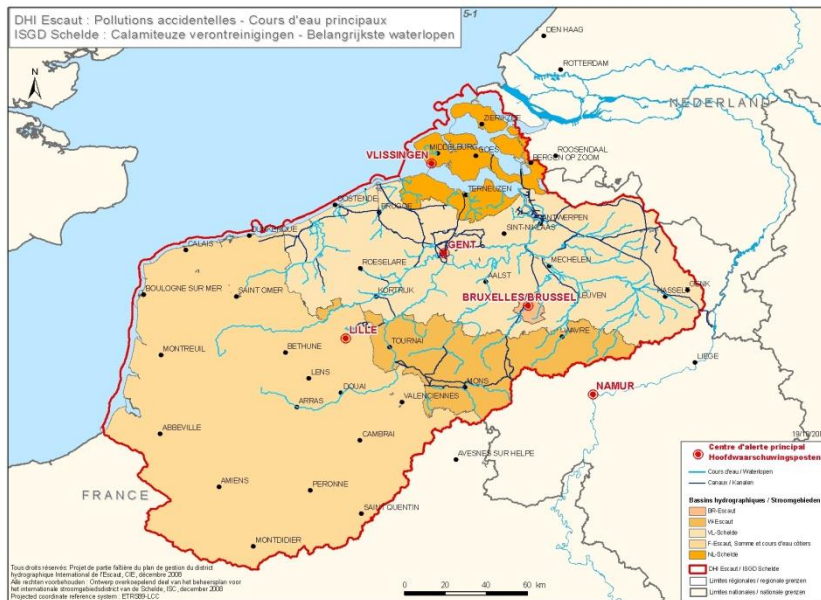 DHI Escaut : Pollutions accidentelles - Cours d'eau principaux
ISGD Schelde : Calamiteuze verontreinigingen - Belangrijkste waterlopen
5-1
N
DEN HAAG
ROTTERDAM
NEDERLAND
ZIERIKZEE
MIDDELBURG
GOES
ROOSENDAAL
BERGEN OP ZOOM
VLISSINGEN
TERNEUZEN
OOSTENDE
BRUGGE
ANTWERPEN
SINT-NIKLAAS
DUNKERQUE
CALAIS
GENT
MECHELEN
ROESELARE
AALST
GENK
HASSELT
BOULOGNE SUR MER
SAINT OMER
KORTRIJK
BRUXELLES/BRUSSEL
LEUVEN
LILLE
WAVRE
TOURNAI
MONTREUIL
BETHUNE
LIEGE
LENS
DOUAI
MONS
NAMUR
ARRAS
VALENCIENNES
ABBEVILLE
CAMBRAI
AVESNES SUR HELPE
FRANCE
AMIENS
PERONNE
SAINT QUENTIN
MONTDIDIER
Centre d'alerte principal
Hoofdwaarschuwingsposten
Cours d'eau / Waterlopen
Canaux / Kanalen
Bassins hydrographiques / Stroomgebieden
BR-Escaut
W-Escaut
VL-Schelde
F-Escaut, Somme et cours d'eau côtiers
NL-Schelde
DHI Escaut / ISGD Schelde
Limites régionales / regionale grenzen
Limites nationales / nationale grenzen
Tous droits réservés: Projet de partie faîtière du plan de gestion du district
hydrographique International de l'Escaut, CIE, décembre 2008
Alle rechten voorbehouden : Ontwerp overkoepelend deel van het beheersplan voor
het internationale stroomgebiedsdistrict van de Schelde, ISC, december 2008
Projected coordinate reference system : ETRS89-LCC
0 20 40 60 km